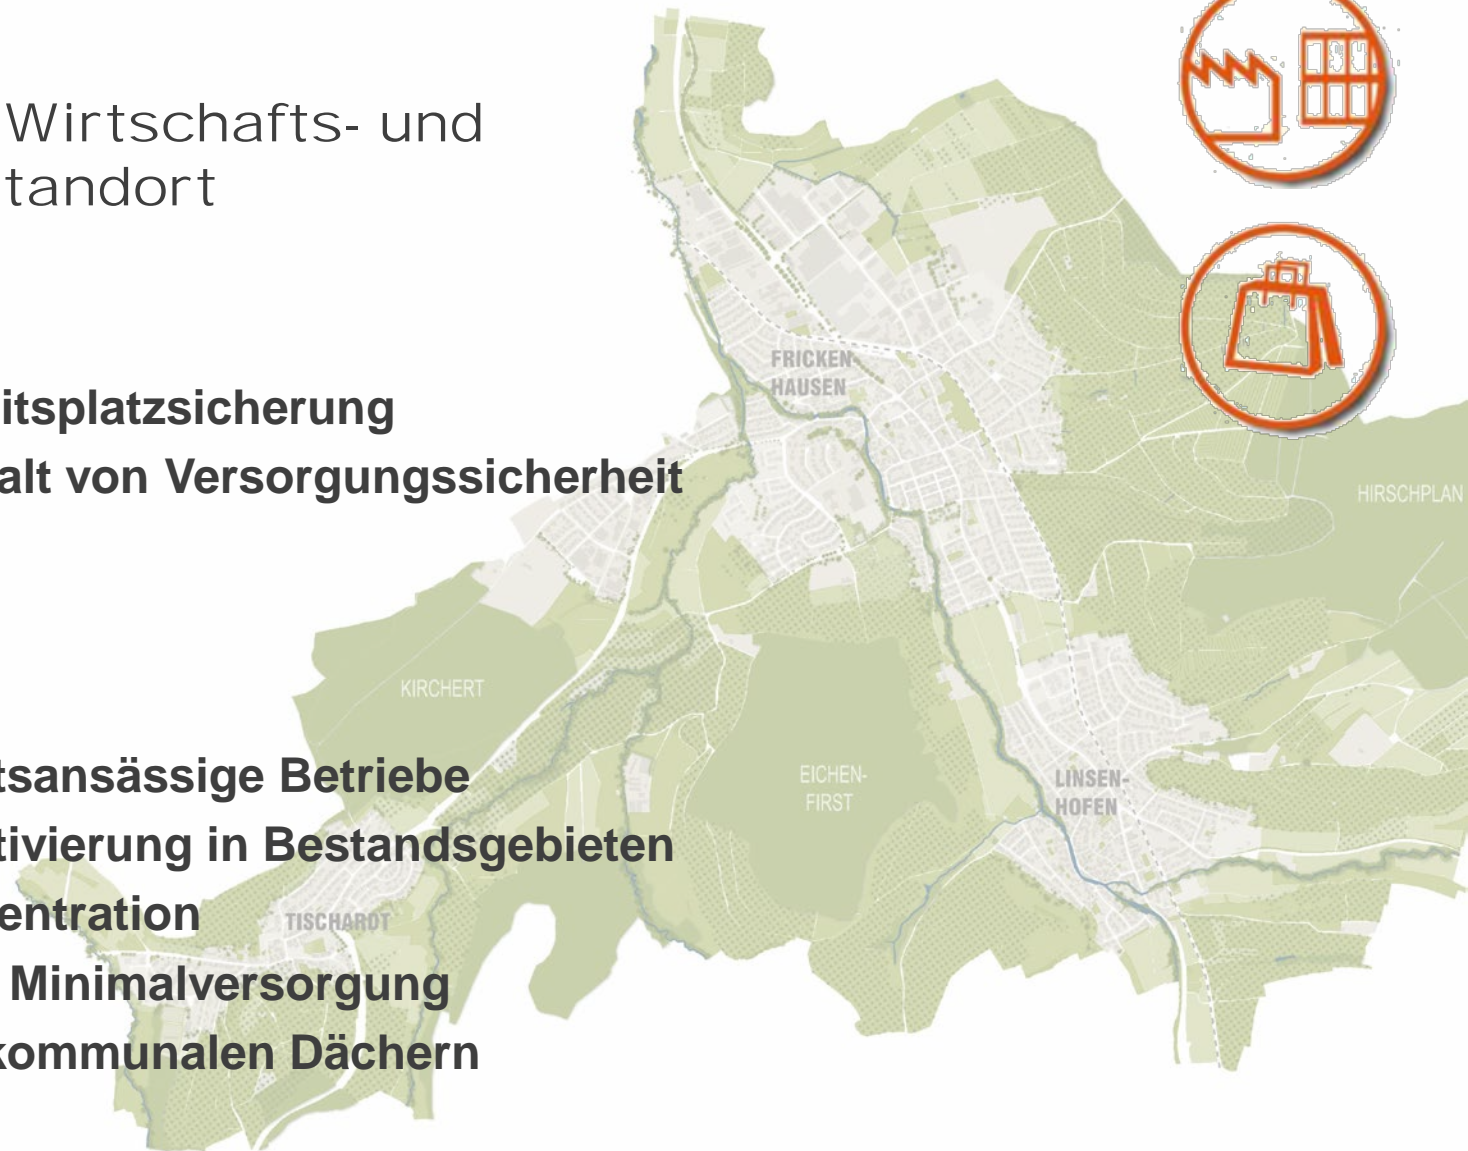 Wirtschafts- und
tandort
itsplatzsicherung
alt von Versorgungssicherheit
tsansässige Betriebe
tivierung in Bestandsgebieten
entration
Minimalversorgung
kommunalen Dächern
FRICKEN-
HAUSEN
HIRSCHPLAN
KIRCHERT
EICHEN-
FIRST
LINSEN-
HOFEN
TISCHARDT